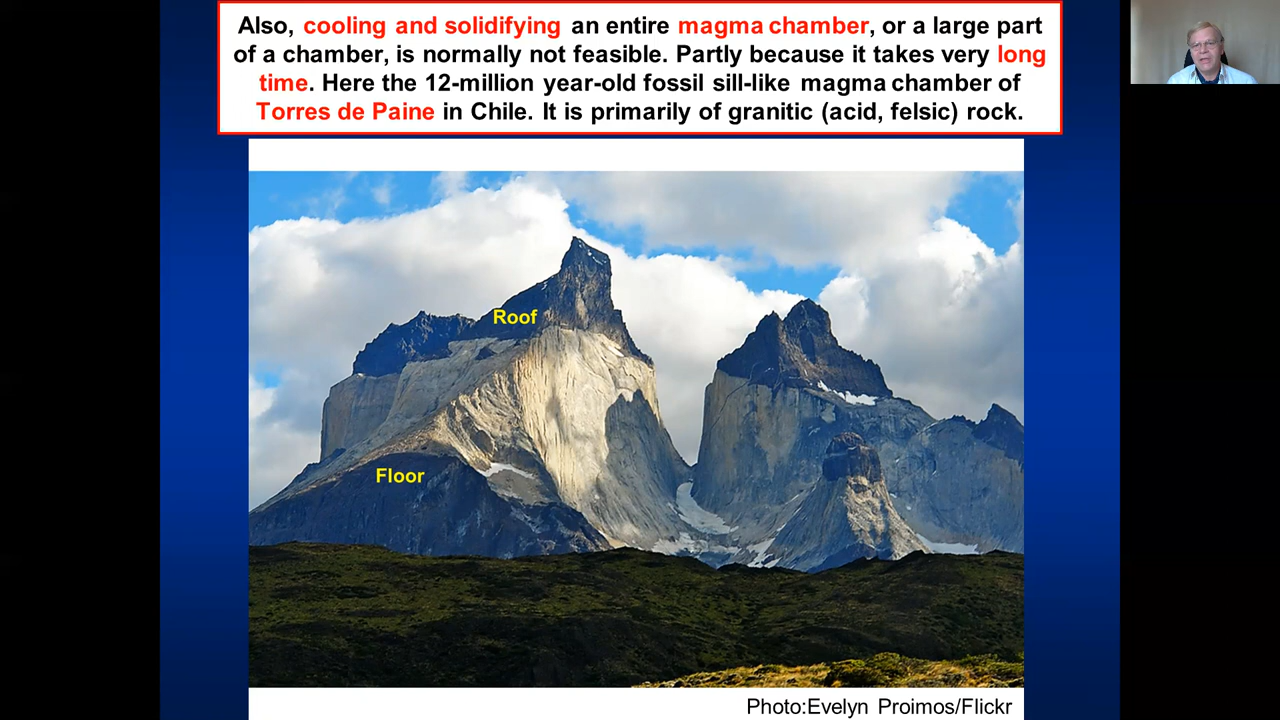 Also, cooling and solidifying an entire magma chamber, or a large part
of a chamber, is normally not feasible. Partly because it takes very long
time. Here the 12-million year-old fossil sill-like magma chamber of
Torres de Paine in Chile. It is primarily of granitic (acid, felsic) rock.
Roof
Floor
Photo:Evelyn Proimos/Flickr